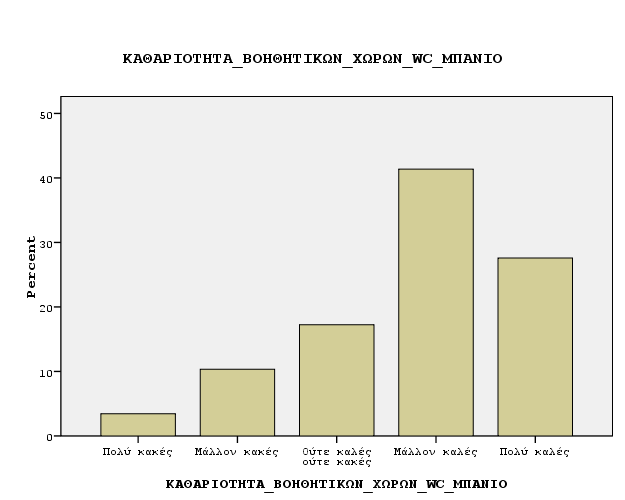 ΚΑΘΑΡΙΟΤΗΤΑ_ΒΟΗΘΗΤΙΚΩΝ_ΧΩΡΩΝ_WC_ΜΠΑΝΙΟ
50
40
30
20
10
0
Percent
Πολύ κακές
Μάλλον κακές
Ούτε καλές
ούτε κακές
Μάλλον καλές
Πολύ καλές
ΚΑΘΑΡΙΟΤΗΤΑ_ΒΟΗΘΗΤΙΚΩΝ_ΧΩΡΩΝ_WC_ΜΠΑΝΙΟ